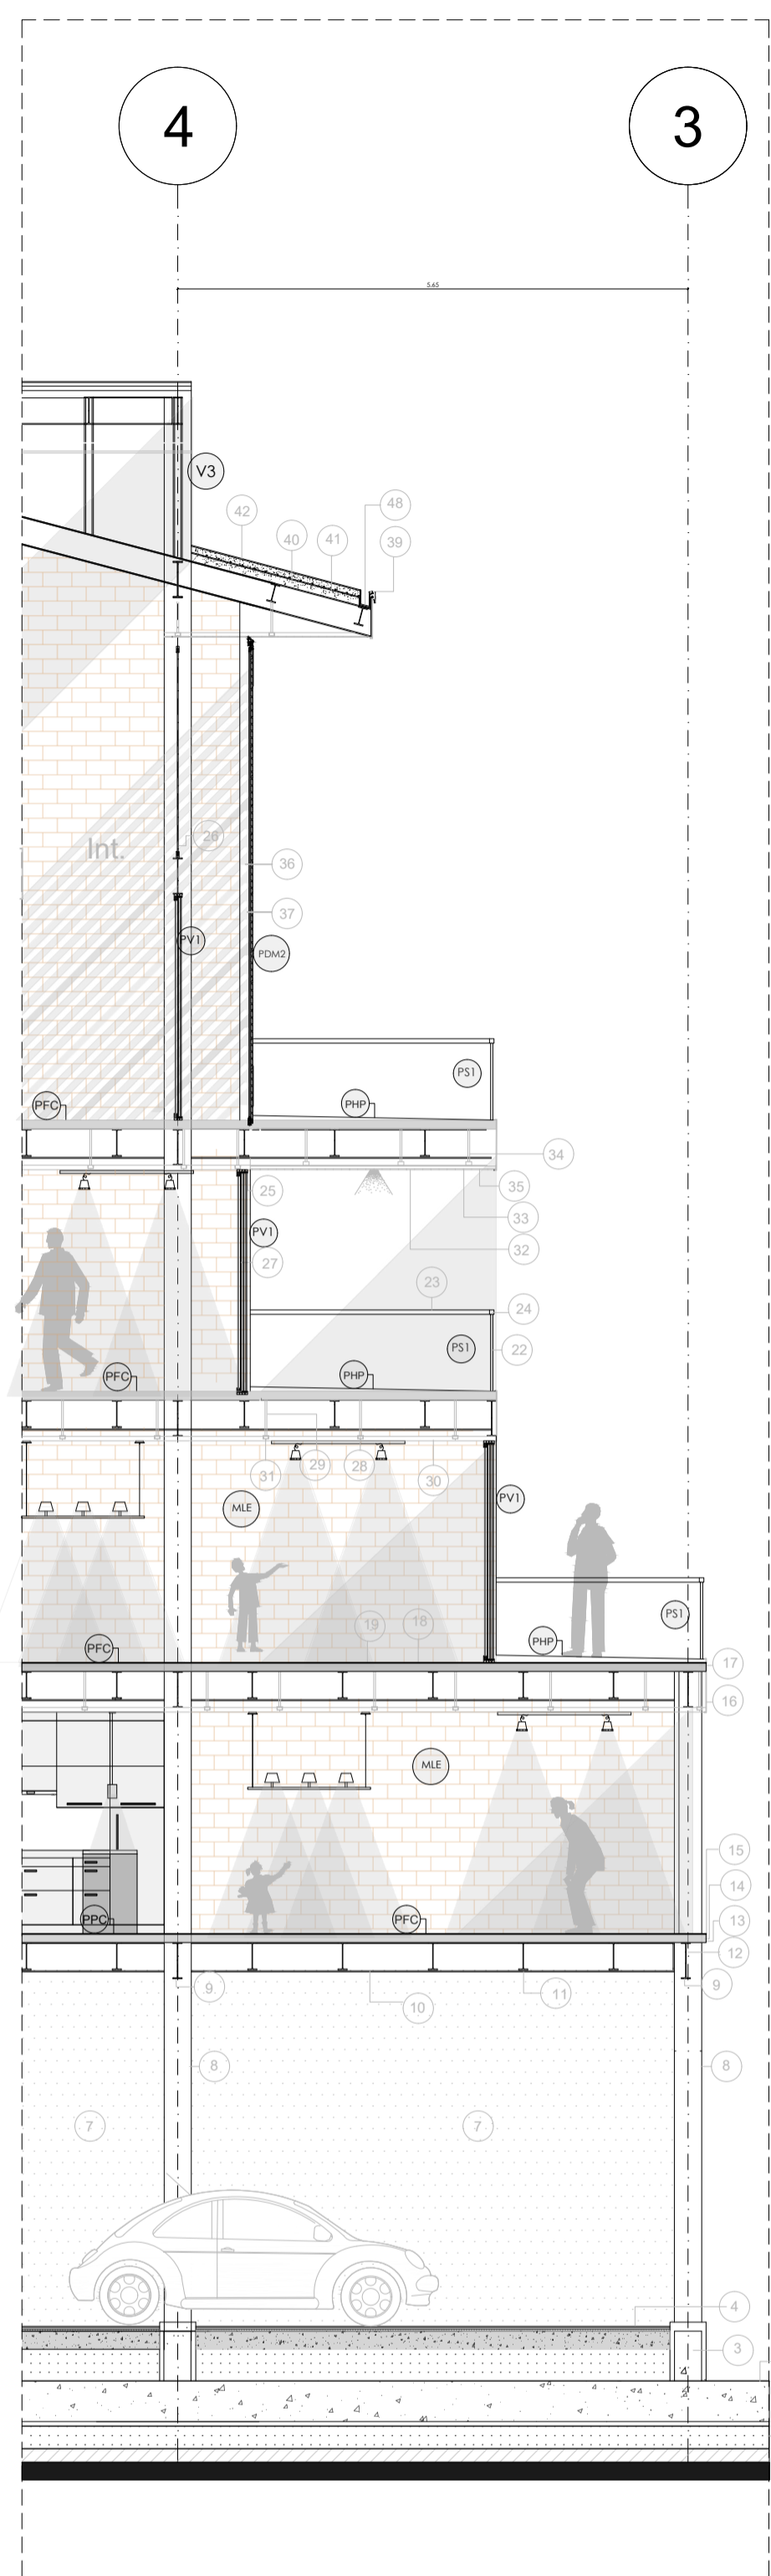 4 3
5.65
V3
48
42
40 41 39
26
Int.
36
37
PV1
PDM2
PS1
PFC PHP
34
25 35
33
PV1
32
27
23
24
PS1 22
PFC PHP
31 29 28 30
PV1
MLE
PS1
19 18
PHP
PFC
17
16
MLE
15
14
PPC PFC 13
12
9 11 9
10
8 8
7 7
4
3